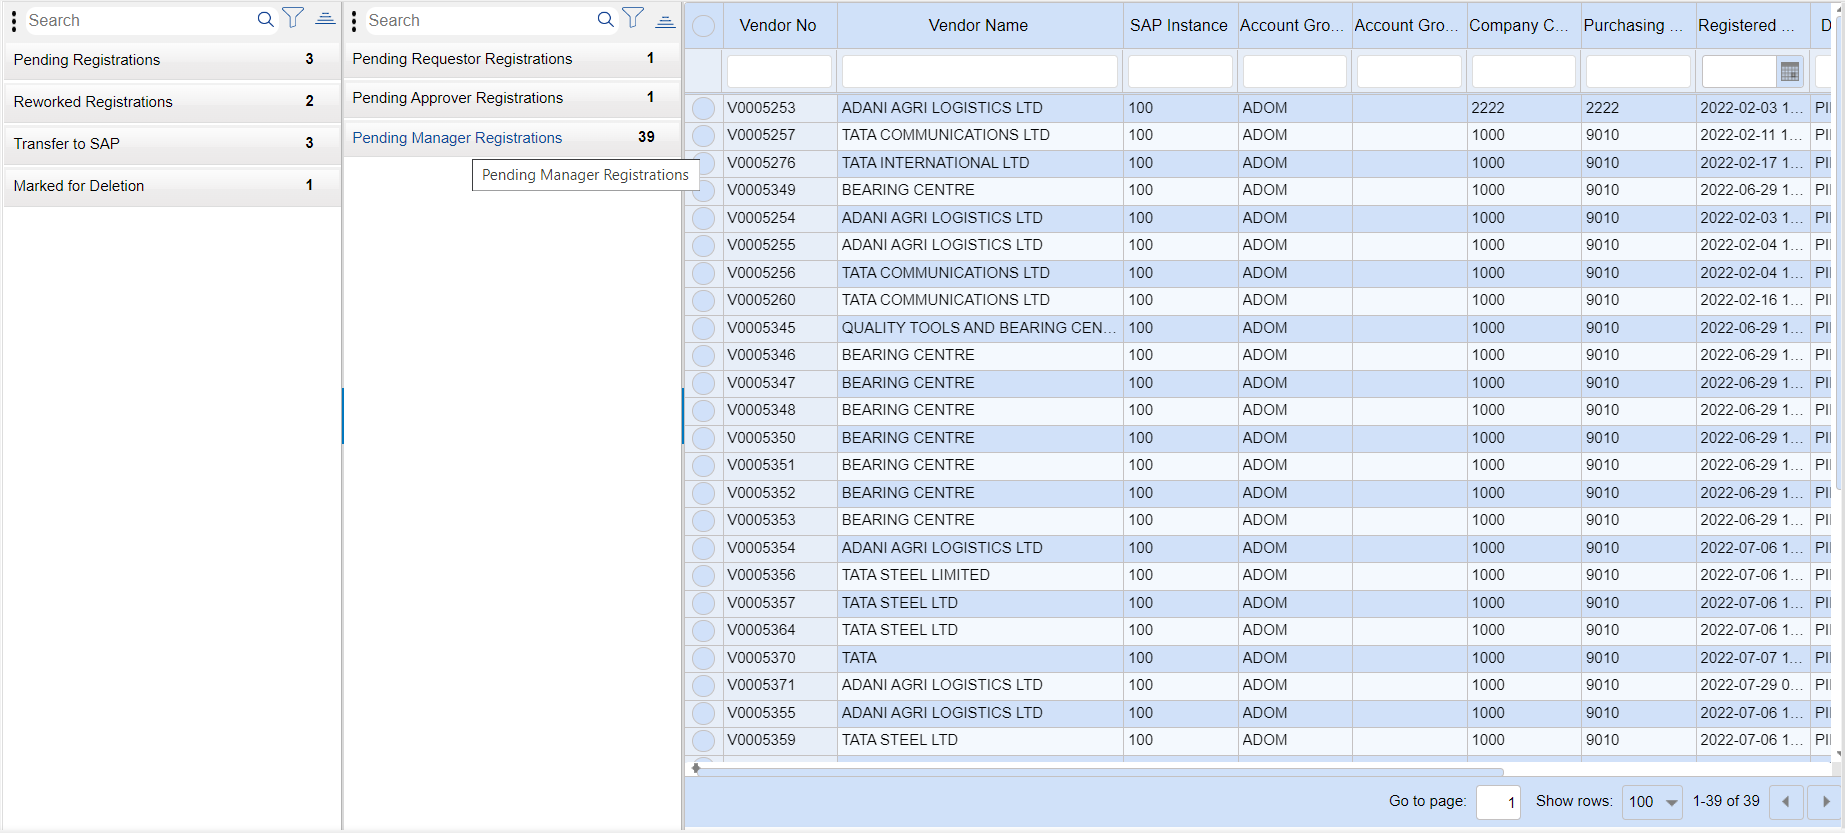 Search
Pending Registrations 3
Reworked Registrations 2
Transfer to SAP 3
Marked for Deletion 1
Search
Pending Requestor Registrations 1
Pending Approver Registrations 1
Pending Manager Registrations 39
Pending Manager Registrations
Vendor No Vendor Name SAP Instance Account Gro... Account Gro... Company C... Purchasing ... Registered ... D
V0005253 ADANI AGRI LOGISTICS LTD 100 ADOM 2222 2222 2022-02-03 1... PI
V0005257 TATA COMMUNICATIONS LTD 100 ADOM 1000 9010 2022-02-11 1... PI
V0005276 TATA INTERNATIONAL LTD 100 ADOM 1000 9010 2022-02-17 1... PI
V0005349 BEARING CENTRE 100 ADOM 1000 9010 2022-06-29 1... PI
V0005254 ADANI AGRI LOGISTICS LTD 100 ADOM 1000 9010 2022-02-03 1... PI
V0005255 ADANI AGRI LOGISTICS LTD 100 ADOM 1000 9010 2022-02-04 1... PI
V0005256 TATA COMMUNICATIONS LTD 100 ADOM 1000 9010 2022-02-04 1... PI
V0005260 TATA COMMUNICATIONS LTD 100 ADOM 1000 9010 2022-02-16 1... PI
V0005345 QUALITY TOOLS AND BEARING CEN... 100 ADOM 1000 9010 2022-06-29 1... PI
V0005346 BEARING CENTRE 100 ADOM 1000 9010 2022-06-29 1... PI
V0005347 BEARING CENTRE 100 ADOM 1000 9010 2022-06-29 1... PI
V0005348 BEARING CENTRE 100 ADOM 1000 9010 2022-06-29 1... PI
V0005350 BEARING CENTRE 100 ADOM 1000 9010 2022-06-29 1... PI
V0005351 BEARING CENTRE 100 ADOM 1000 9010 2022-06-29 1... PI
V0005352 BEARING CENTRE 100 ADOM 1000 9010 2022-06-29 1... PI
V0005353 BEARING CENTRE 100 ADOM 1000 9010 2022-06-29 1... PI
V0005354 ADANI AGRI LOGISTICS LTD 100 ADOM 1000 9010 2022-07-06 1... PI
V0005356 TATA STEEL LIMITED 100 ADOM 1000 9010 2022-07-06 1... PI
V0005357 TATA STEEL LTD 100 ADOM 1000 9010 2022-07-06 1... PI
V0005364 TATA STEEL LTD 100 ADOM 1000 9010 2022-07-06 1... PI
V0005370 TATA 100 ADOM 1000 9010 2022-07-07 1... PI
V0005371 ADANI AGRI LOGISTICS LTD 100 ADOM 1000 9010 2022-07-29 0... PI
V0005355 ADANI AGRI LOGISTICS LTD 100 ADOM 1000 9010 2022-07-06 1... PI
V0005359 TATA STEEL LTD 100 ADOM 1000 9010 2022-07-06 1... PI
Go to page: 1 Show rows: 100 1-39 of 39